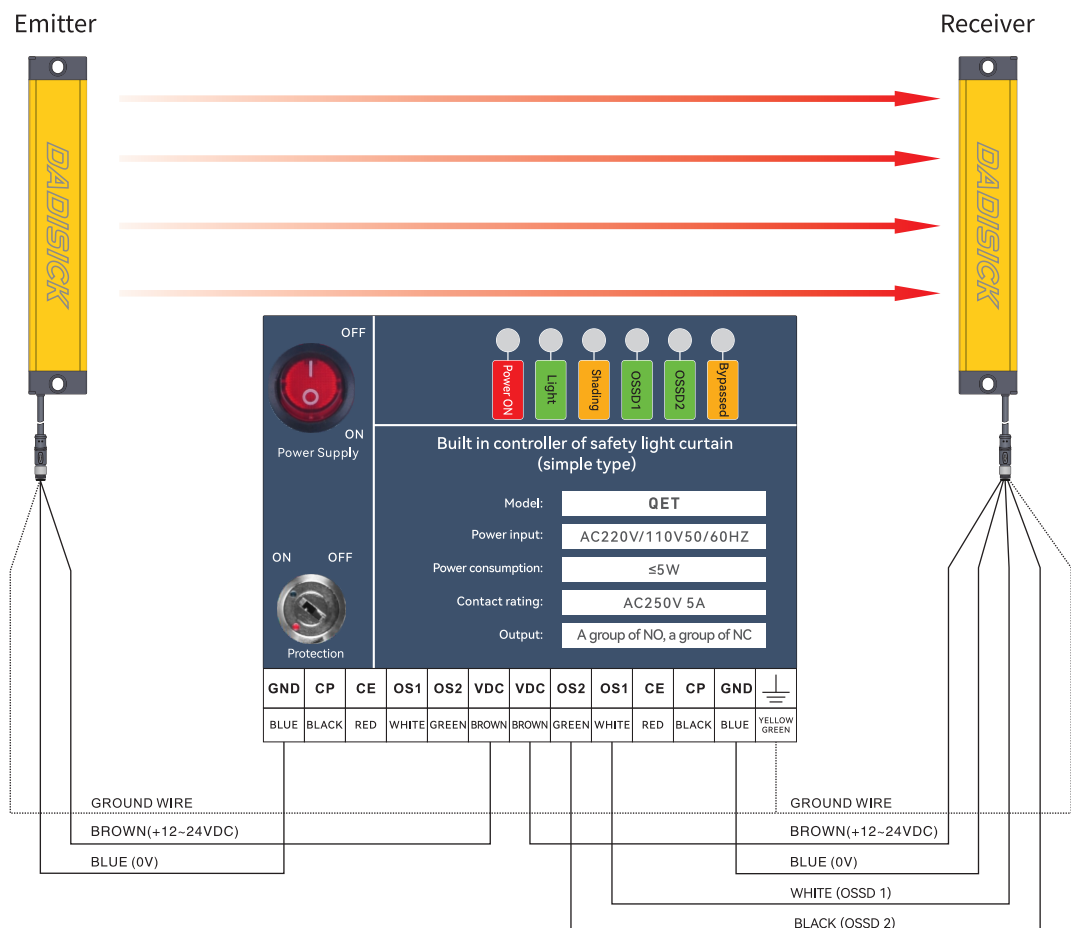 Emitter
Receiver
DADISICK
DADISICK
OFF
I
O
ON
Power Supply
ON OFF
Protection
Power ON
Light
Shading
OSSD1
OSSD2
Bypassed
Built in controller of safety light curtain
(simple type)
Model: QET
Power input: AC220V/110V50/60HZ
Power consumption: ≤5W
Contact rating: AC250V 5A
Output: A group of NO, a group of NC
GND CP CE OS1 OS2 VDC VDC OS2 OS1 CE CP GND
BLUE BLACK RED WHITE GREEN BROWN BROWN GREEN WHITE RED BLACK BLUE YELLOW
GREEN
GROUND WIRE GROUND WIRE
BROWN(+12~24VDC) BROWN(+12~24VDC)
BLUE (0V) BLUE (0V)
WHITE (OSSD 1)
BLACK (OSSD 2)